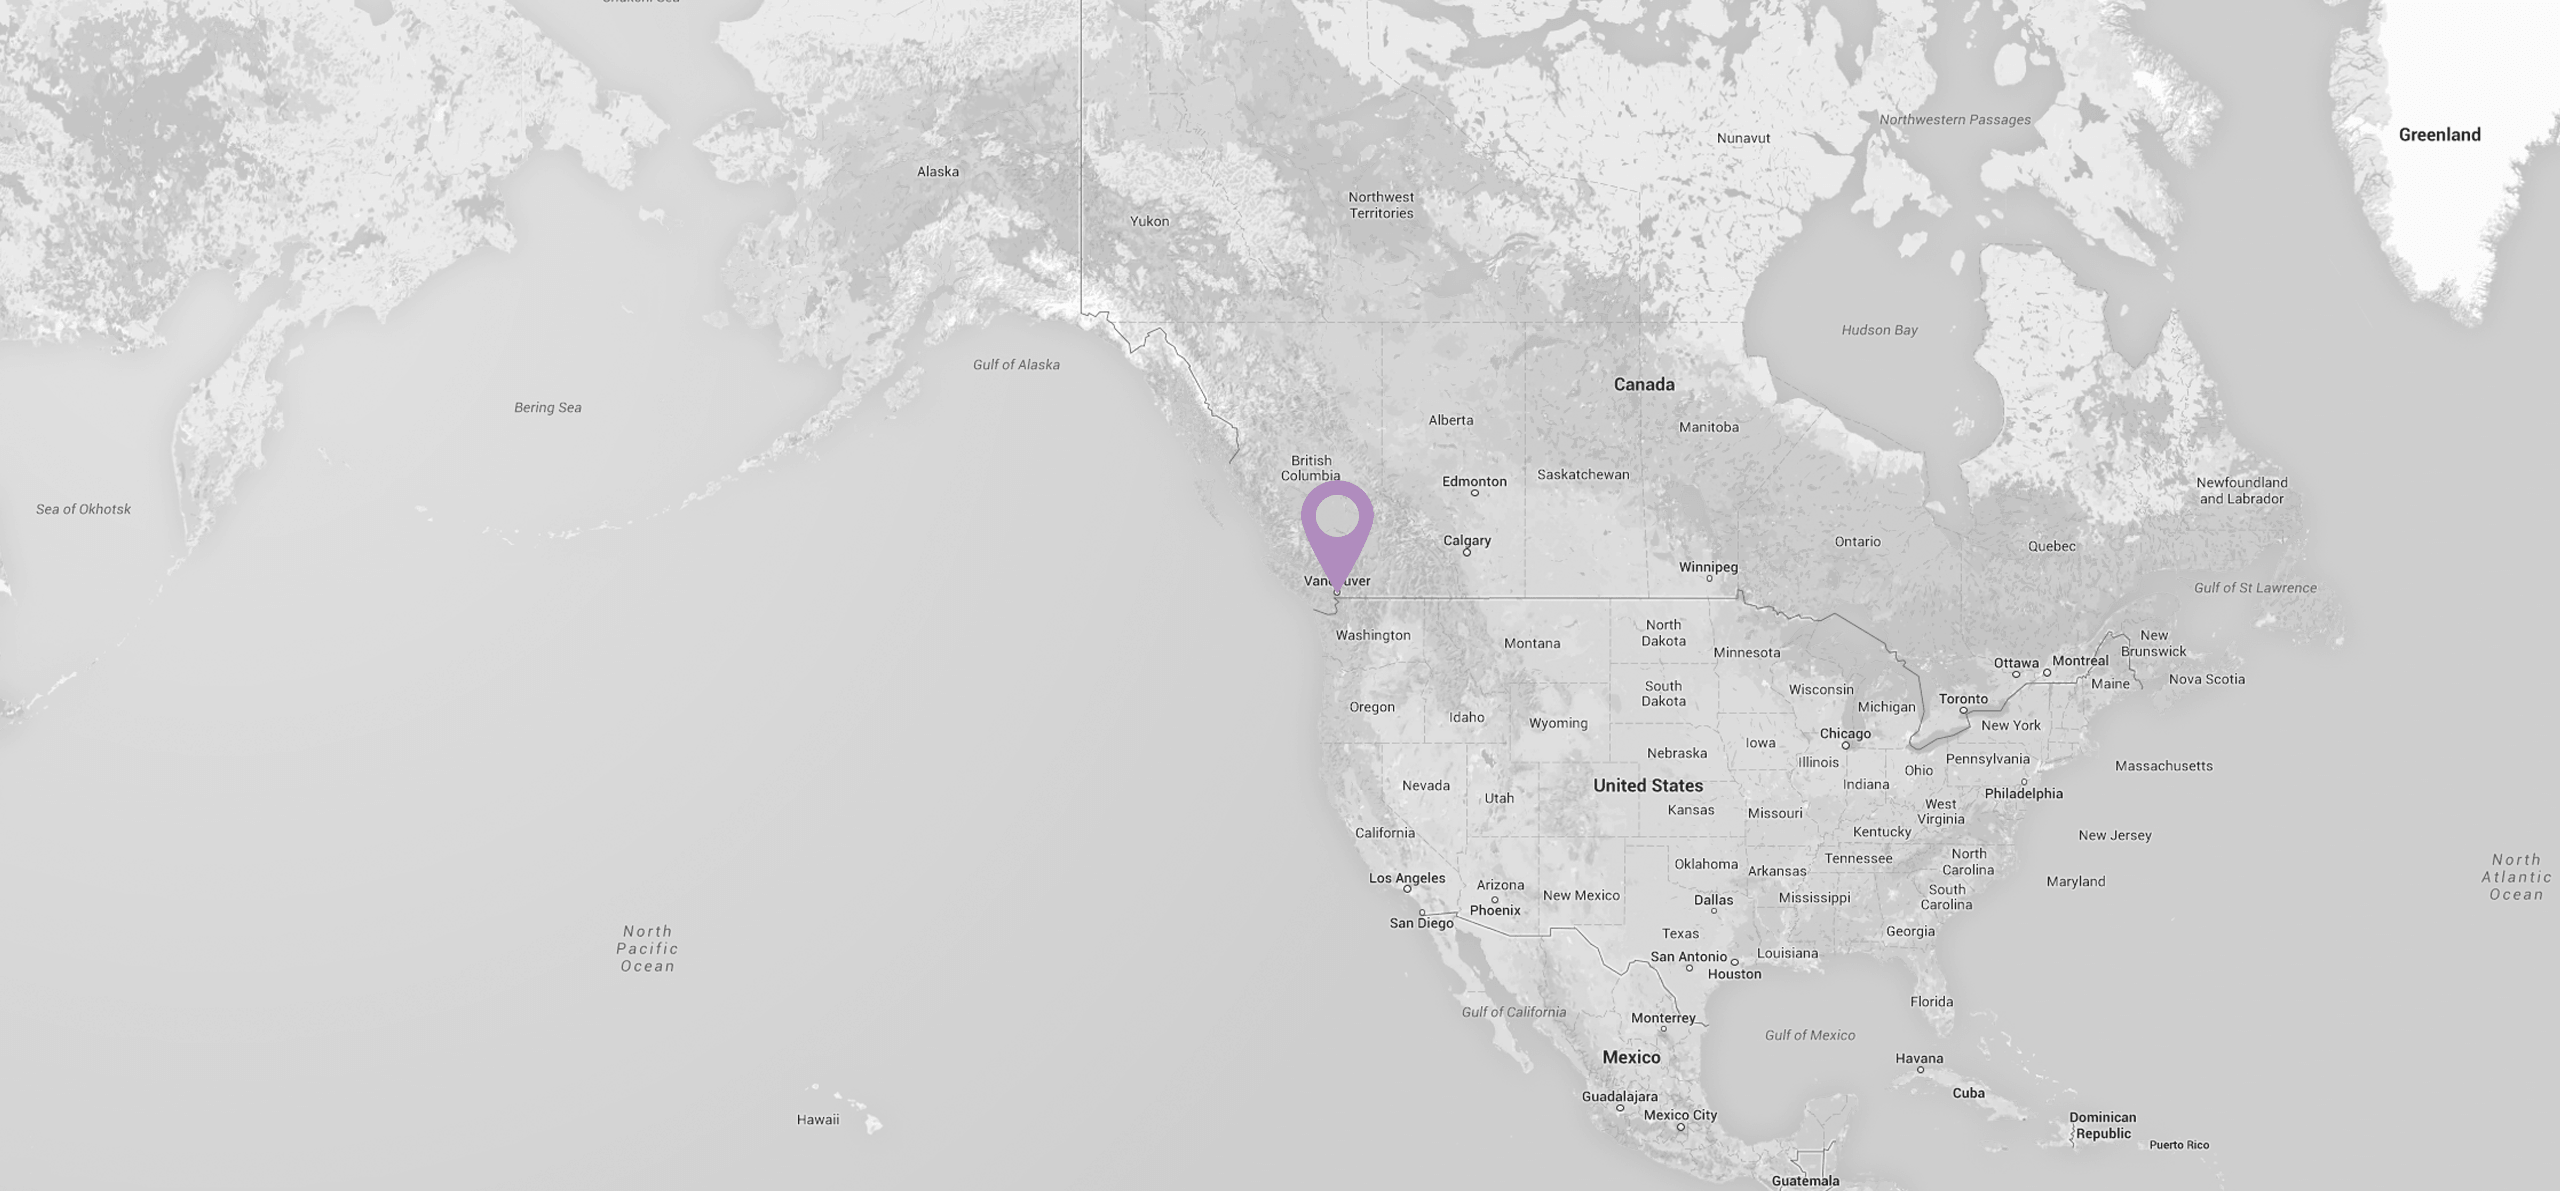 Greenland
Northwestern Passages
Nunavut
Alaska
Northwest
Territories
Yukon
Hudson Bay
Gulf of Alaska
Canada
Bering Sea
Alberta
Manitoba
British
Columbia
Edmonton
Saskatchewan
Newfoundland
and Labrador
Sea of Okhotsk
Calgary
Ontario
Quebec
Winnipeg
Gulf of St Lawrence
Washington
Montana
North
Dakota
Minnesota
New
Brunswick
Ottawa
Montreal
Maine
Nova Scotia
South
Dakota
Wisconsin
Michigan
Toronto
Oregon
Idaho
Wyoming
New York
Chicago
Iowa
Nebraska
Illinois
Ohio
Pennsylvania
Massachusetts
Nevada
Utah
United States
Indiana
Philadelphia
Kansas
Missouri
West
Virginia
California
Kentucky
New Jersey
Oklahoma
Arkansas
Tennessee
North
Carolina
North
Atlantic
Ocean
Los Angeles
Arizona
New Mexico
Maryland
South
Carolina
Phoenix
Dallas
Mississippi
San Diego
Texas
Georgia
North
Pacific
Ocean
San Antonio
Louisiana
Houston
Florida
Gulf of California
Monterrey
Gulf of Mexico
Mexico
Havana
Cuba
Guadalajara
Mexico City
Hawaii
Dominican
Republic
Puerto Rico
Guatemala